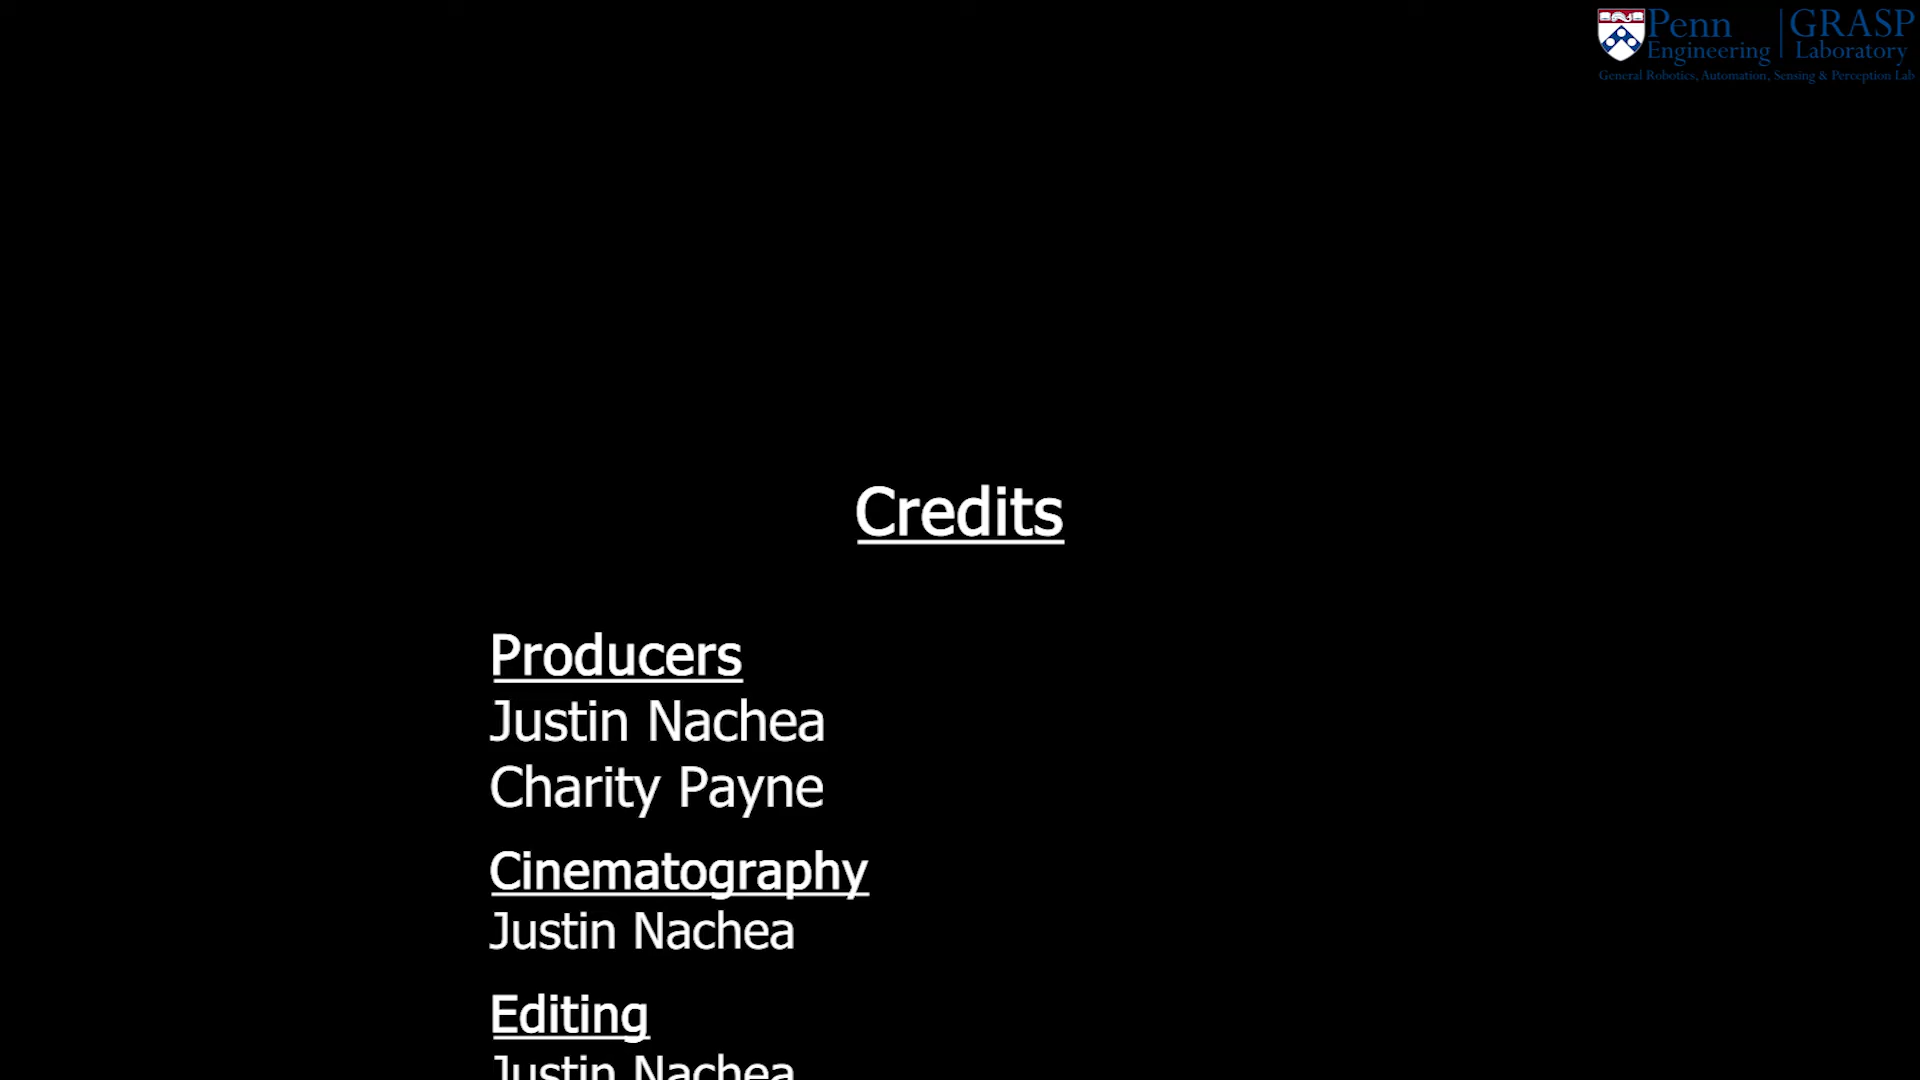 Penn | GRASP
Engineering Laboratory
General Robotics, Automation, Sensing & Perception Lab
Credits
Producers
Justin Nachea
Charity Payne
Cinematography
Justin Nachea
Editing
Justin Nachea